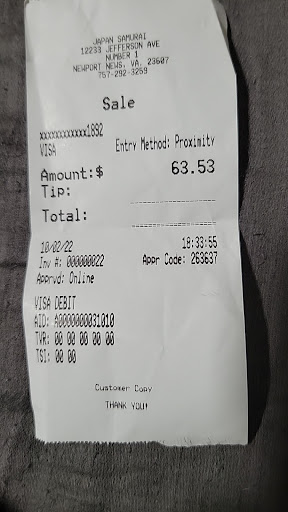 JAPAN SAMURAI
12233 JEFFERSON AVE
NUMBER 1
NEWPORT NEWS, VA, 23607
757-292-3259
Sale
xxxxxxxxxxxx1892
VISA Entry Method: Proximity
Amount:$ 63.53
Tip:
Total:
10/02/22 18:33:55
Inv #: 000000022 Appr Code: 263637
Apprvd: Online
VISA DEBIT
AID: A0000000031010
TVR: 00 00 00 00 00
TSI: 00 00
Customer Copy
THANK YOU!